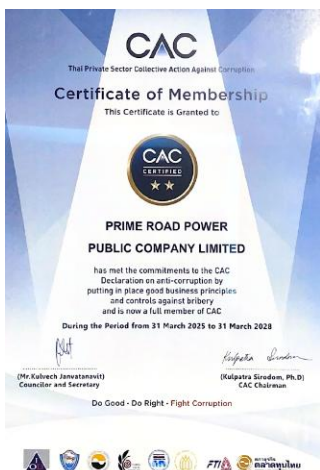 CAC
Thai Private Sector Collective Action Against Corruption
Certificate of Membership
This Certificate is Granted to
CAC
CERTIFIED
PRIME ROAD POWER
PUBLIC COMPANY LIMITED
has met the commitments to the CAC
Declaration on anti-corruption by
putting in place good business principles
and controls against bribery
and is now a full member of CAC
During the Period from 31 March 2025 to 31 March 2028
(Mr.Kulvech Janvatanavit)
Councilor and Secretary
Kulpatra Sirodom
(Kulpatra Sirodom, Ph.D)
CAC Chairman
Do Good - Do Right - Fight Corruption
FTI
ตลาดทุนไทย